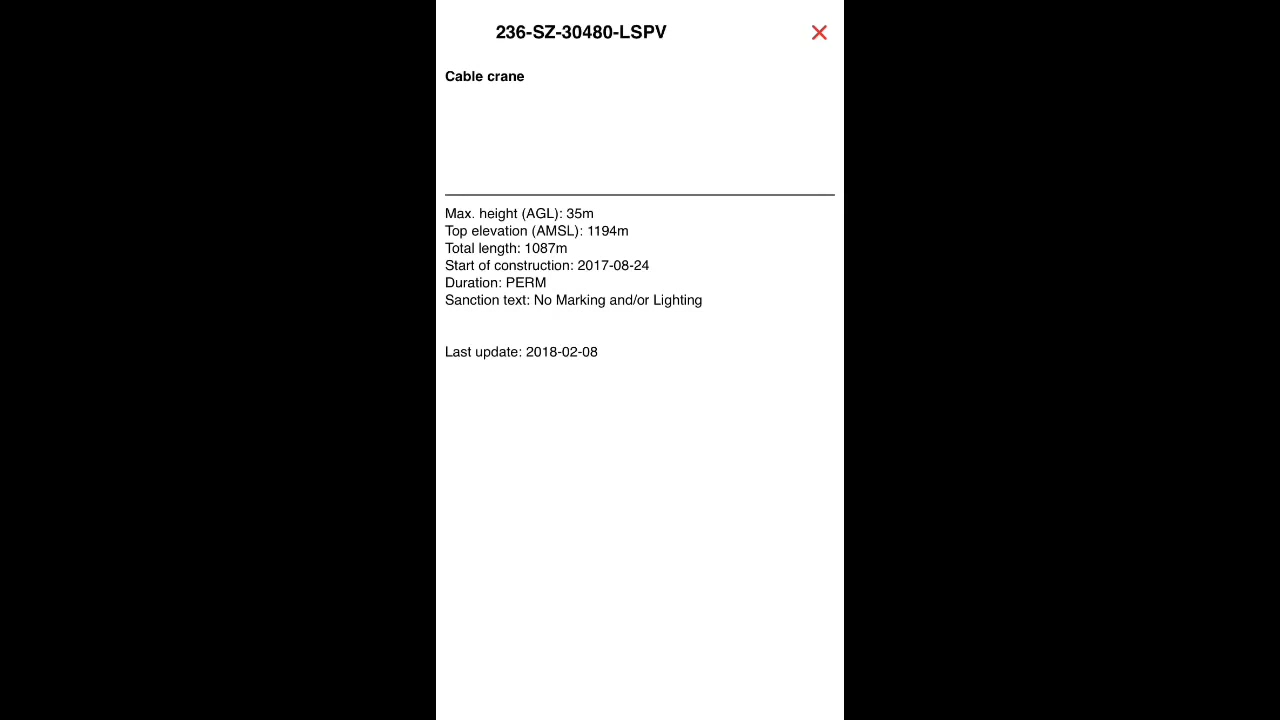 236-SZ-30480-LSPV
Cable crane
Max. height (AGL): 35m
Top elevation (AMSL): 1194m
Total length: 1087m
Start of construction: 2017-08-24
Duration: PERM
Sanction text: No Marking and/or Lighting
Last update: 2018-02-08